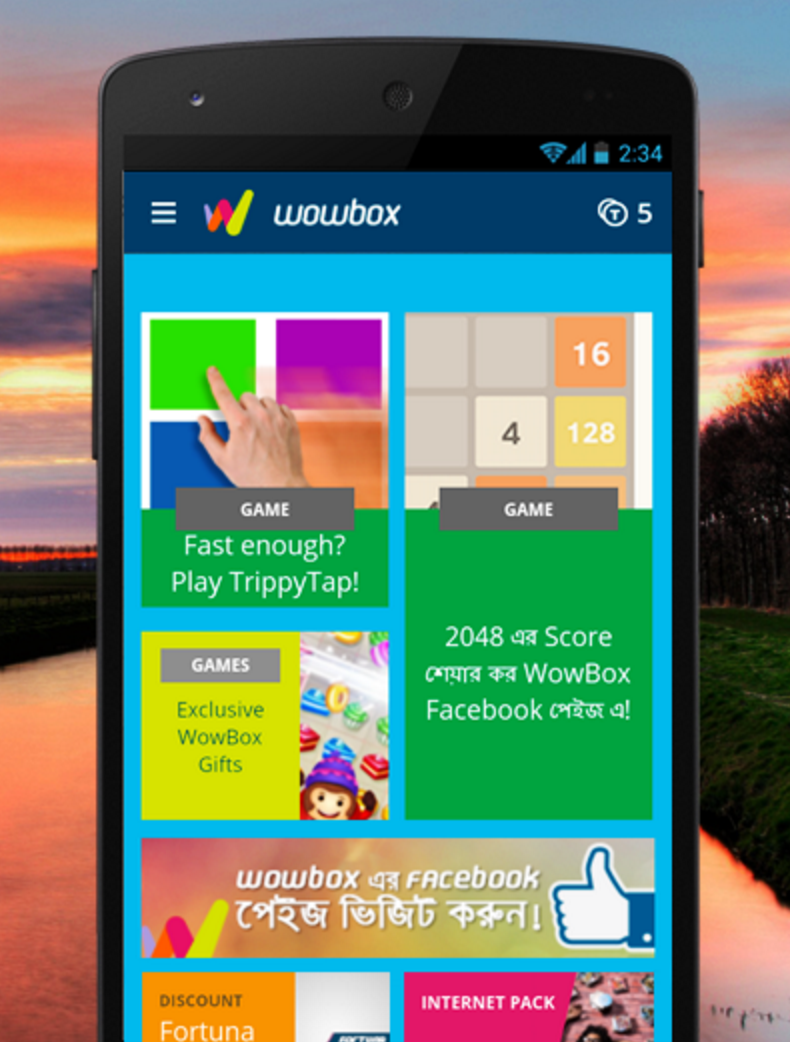 2:34
wowbox
T 5
16
4
128
GAME
Fast enough?
Play TrippyTap!
GAME
2048 এর Score
শেয়ার কর WowBox
Facebook পেইজ এ!
GAMES
Exclusive
WowBox
Gifts
wowbox এর Facebook
পেইজ ভিজিট করুন!
DISCOUNT
Fortuna
INTERNET PACK